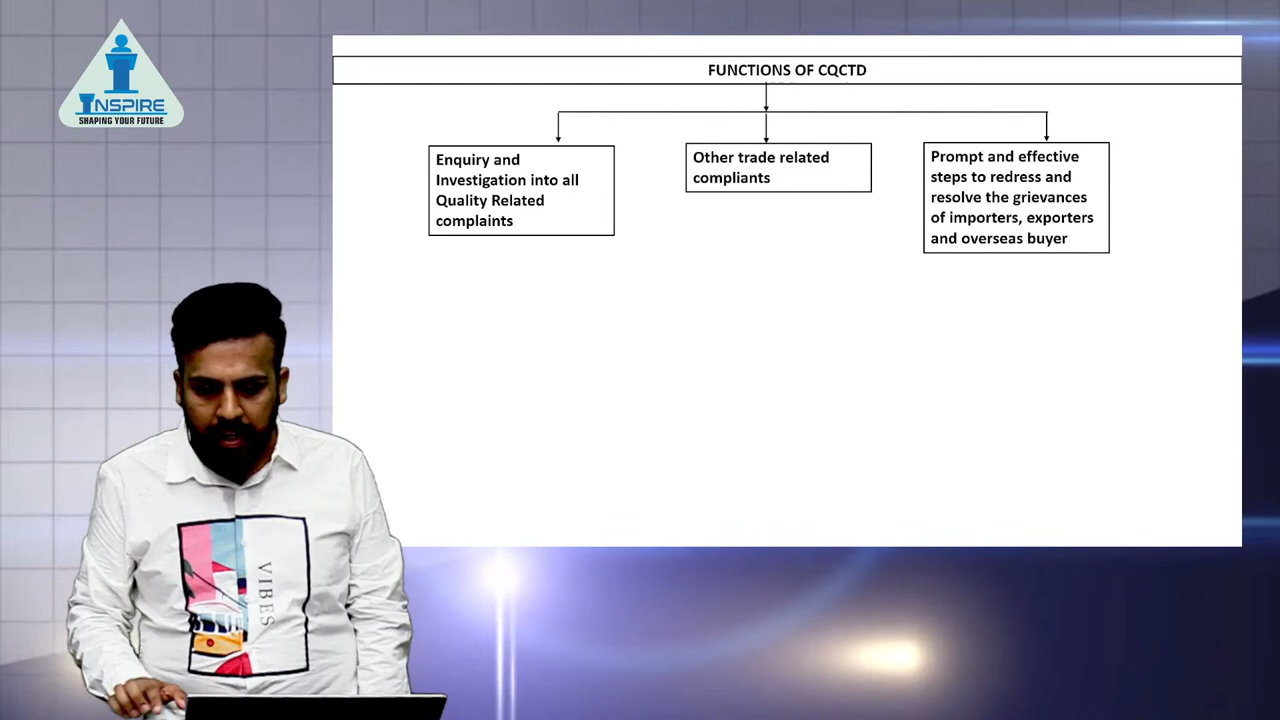 INSPIRE
SHAPING YOUR FUTURE
FUNCTIONS OF CQCTD
Enquiry and
Investigation into all
Quality Related
complaints
Other trade related
compliants
Prompt and effective
steps to redress and
resolve the grievances
of importers, exporters
and overseas buyer
VIBES